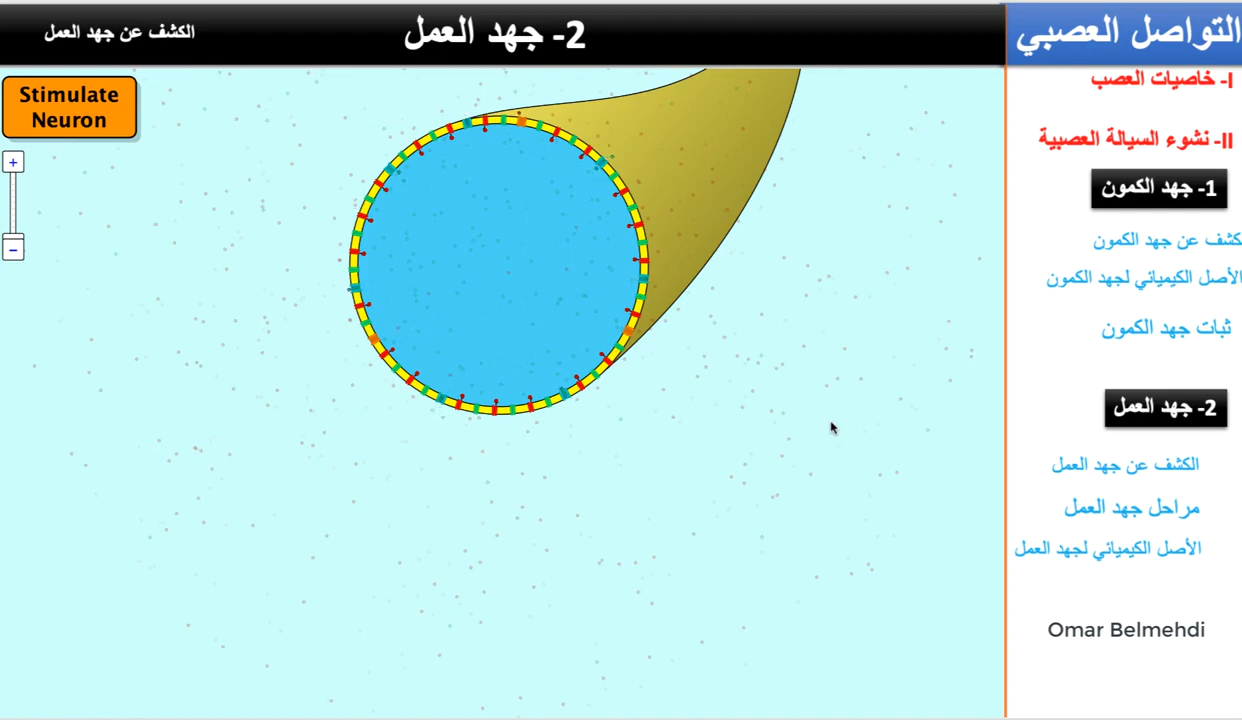 التواصل العصبي
2- جهد العمل
الكشف عن جهد العمل
Stimulate
Neuron
+
−
I- خاصيات العصب
II- نشوء السيالة العصبية
1- جهد الكمون
كشف عن جهد الكمون
الأصل الكيميائي لجهد الكمون
ثبات جهد الكمون
2- جهد العمل
الكشف عن جهد العمل
مراحل جهد العمل
الأصل الكيميائي لجهد العمل
Omar Belmehdi